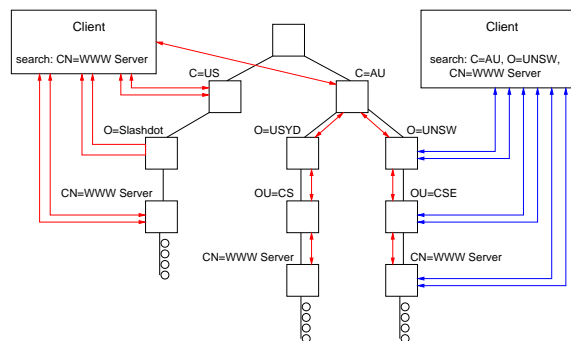 Client
search: CN=WWW Server
C=US
C=AU
Client
search: C=AU, O=UNSW,
CN=WWW Server
O=Slashdot
O=USYD
O=UNSW
CN=WWW Server
OU=CS
OU=CSE
CN=WWW Server
CN=WWW Server